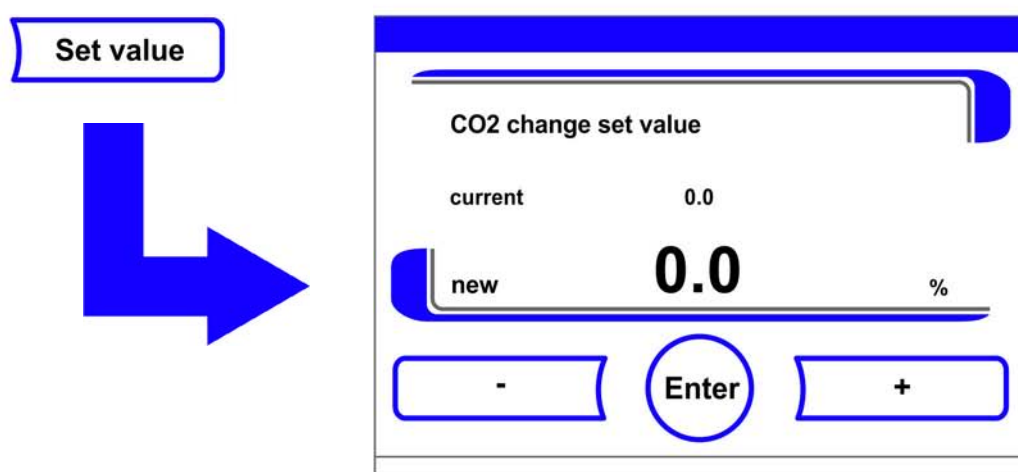 Set value
CO2 change set value
current 0.0
new 0.0 %
- Enter +